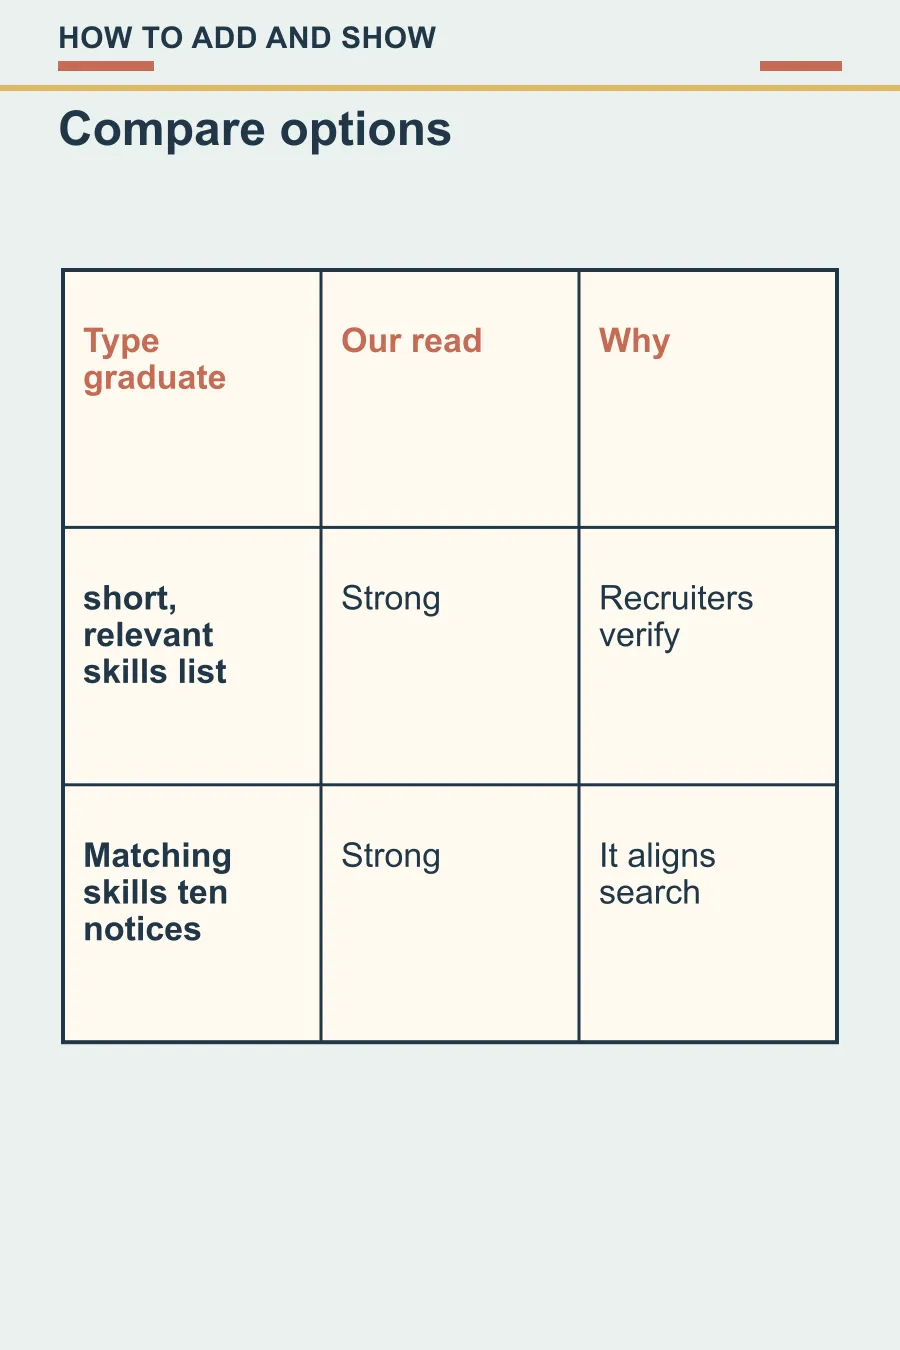 HOW TO ADD AND SHOW
Compare options
Type
graduate
Our read
Why
short,
relevant
skills list
Strong
Recruiters
verify
Matching
skills ten
notices
Strong
It aligns
search